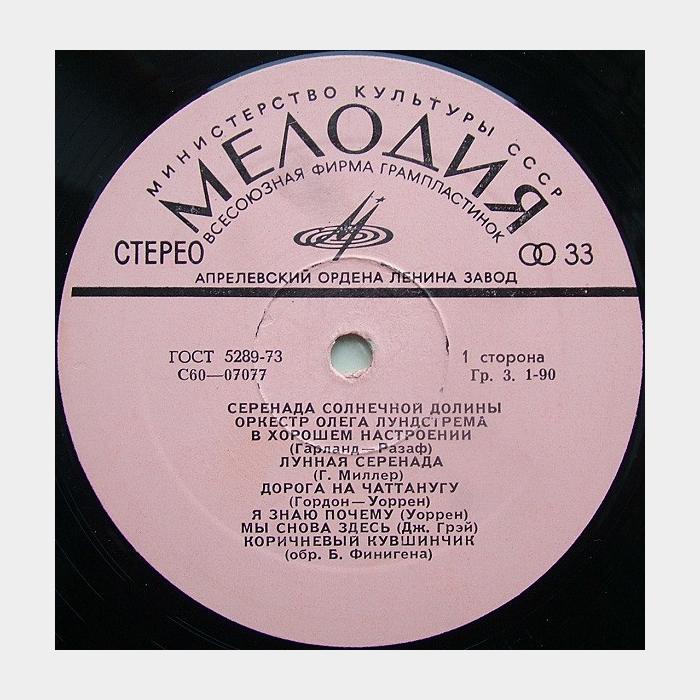 МИНИСТЕРСТВО КУЛЬТУРЫ СССР
МЕЛОДИЯ
ВСЕСОЮЗНАЯ ФИРМА ГРАМПЛАСТИНОК
СТЕРЕО 33
АПРЕЛЕВСКИЙ ОРДЕНА ЛЕНИНА ЗАВОД
ГОСТ 5289-73 1 сторона
С60—07077 Гр. 3. 1-90
СЕРЕНАДА СОЛНЕЧНОЙ ДОЛИНЫ
ОРКЕСТР ОЛЕГА ЛУНДСТРЕМА
В ХОРОШЕМ НАСТРОЕНИИ
(Гарланд—Разаф)
ЛУННАЯ СЕРЕНАДА
(Г. Миллер)
ДОРОГА НА ЧАТТАНУГУ
(Гордон—Уоррен)
Я ЗНАЮ ПОЧЕМУ (Уоррен)
МЫ СНОВА ЗДЕСЬ (Дж. Грэй)
КОРИЧНЕВЫЙ КУВШИНЧИК
(обр. Б. Финигена)